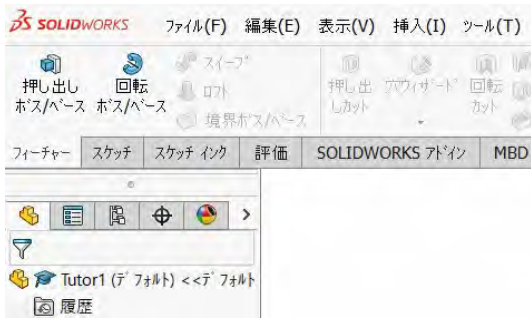 SOLIDWORKS ファイル(F) 編集(E) 表示(V) 挿入(I) ツール(T)
押し出し
ボス/ベース
回転
ボス/ベース
スイープ
ロフト
境界ボス/ベース
押し出
しカット
穴ウィザード
回転
カット
フィーチャー スケッチ スケッチ インク 評価 SOLIDWORKS アドイン MBD
Tutor1 (デフォルト) <<デフォルト
履歴